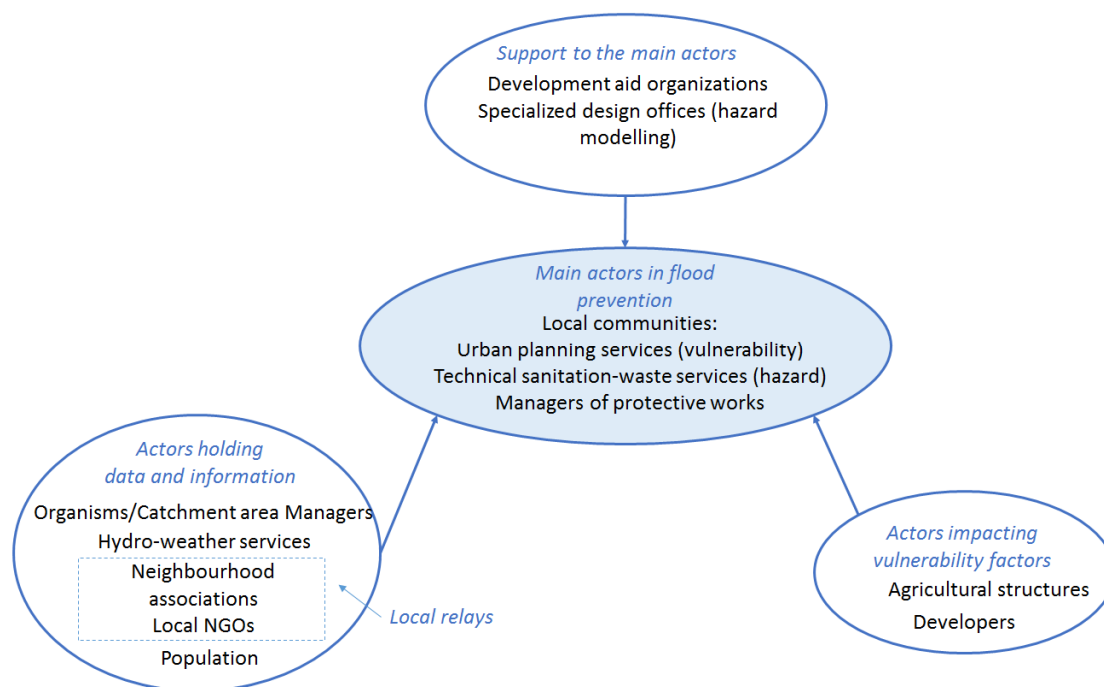 Support to the main actors
Development aid organizations
Specialized design offices (hazard
modelling)
Main actors in flood
prevention
Local communities:
Urban planning services (vulnerability)
Technical sanitation-waste services (hazard)
Managers of protective works
Actors holding
data and information
Organisms/Catchment area Managers
Hydro-weather services
Neighbourhood
associations
Local NGOs
Population
Local relays
Actors impacting
vulnerability factors
Agricultural structures
Developers